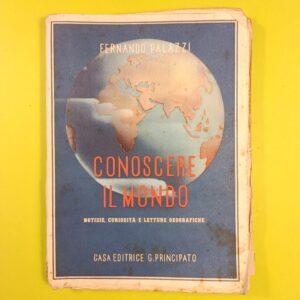 FERNANDO PALAZZI
CONOSCERE
IL MONDO
NOTIZIE, CURIOSITÀ E LETTURE GEOGRAFICHE
CASA EDITRICE G. PRINCIPATO